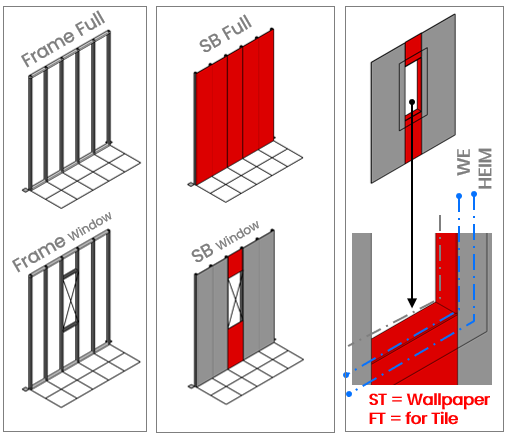 Frame Full
SB Full
WE
HEIM
Frame Window
SB Window
ST = Wallpaper
FT = for Tile